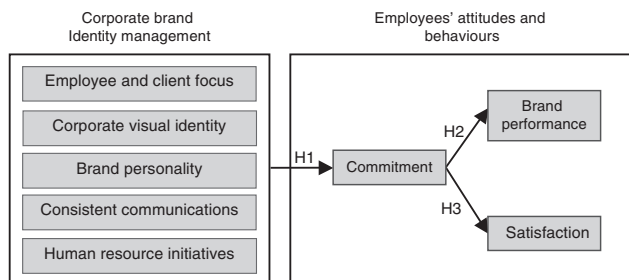 Corporate brand
Identity management
Employee and client focus
Corporate visual identity
Brand personality
Consistent communications
Human resource initiatives
Employees' attitudes and
behaviours
H1
Commitment
H2
H3
Brand
performance
Satisfaction